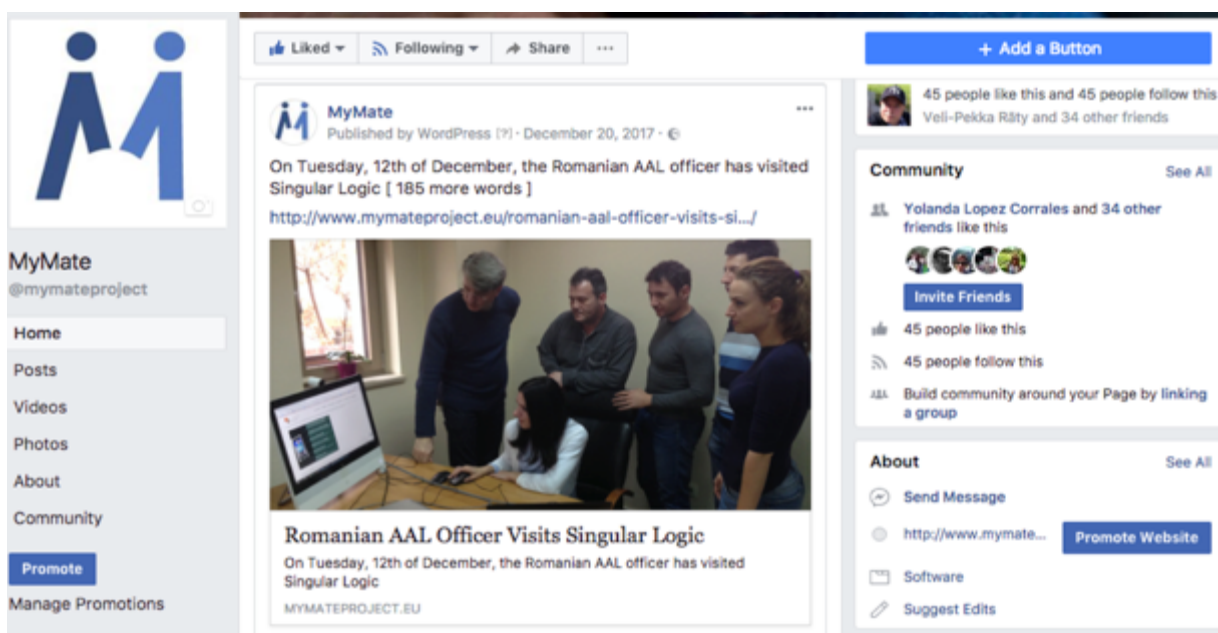 MyMate
@mymateproject
Home
Posts
Videos
Photos
About
Community
Promote
Manage Promotions
Liked
Following
Share
+ Add a Button
MyMate
Published by WordPress [?] · December 20, 2017 ·
On Tuesday, 12th of December, the Romanian AAL officer has visited
Singular Logic [ 185 more words ]
http://www.mymateproject.eu/romanian-aal-officer-visits-si.../
Romanian AAL Officer Visits Singular Logic
On Tuesday, 12th of December, the Romanian AAL officer has visited
Singular Logic
MYMATEPROJECT.EU
45 people like this and 45 people follow this
Veli-Pekka Räty and 34 other friends
Community
See All
Yolanda Lopez Corrales and 34 other
friends like this
Invite Friends
45 people like this
45 people follow this
Build community around your Page by linking
a group
About
See All
Send Message
http://www.mymate...
Promote Website
Software
Suggest Edits